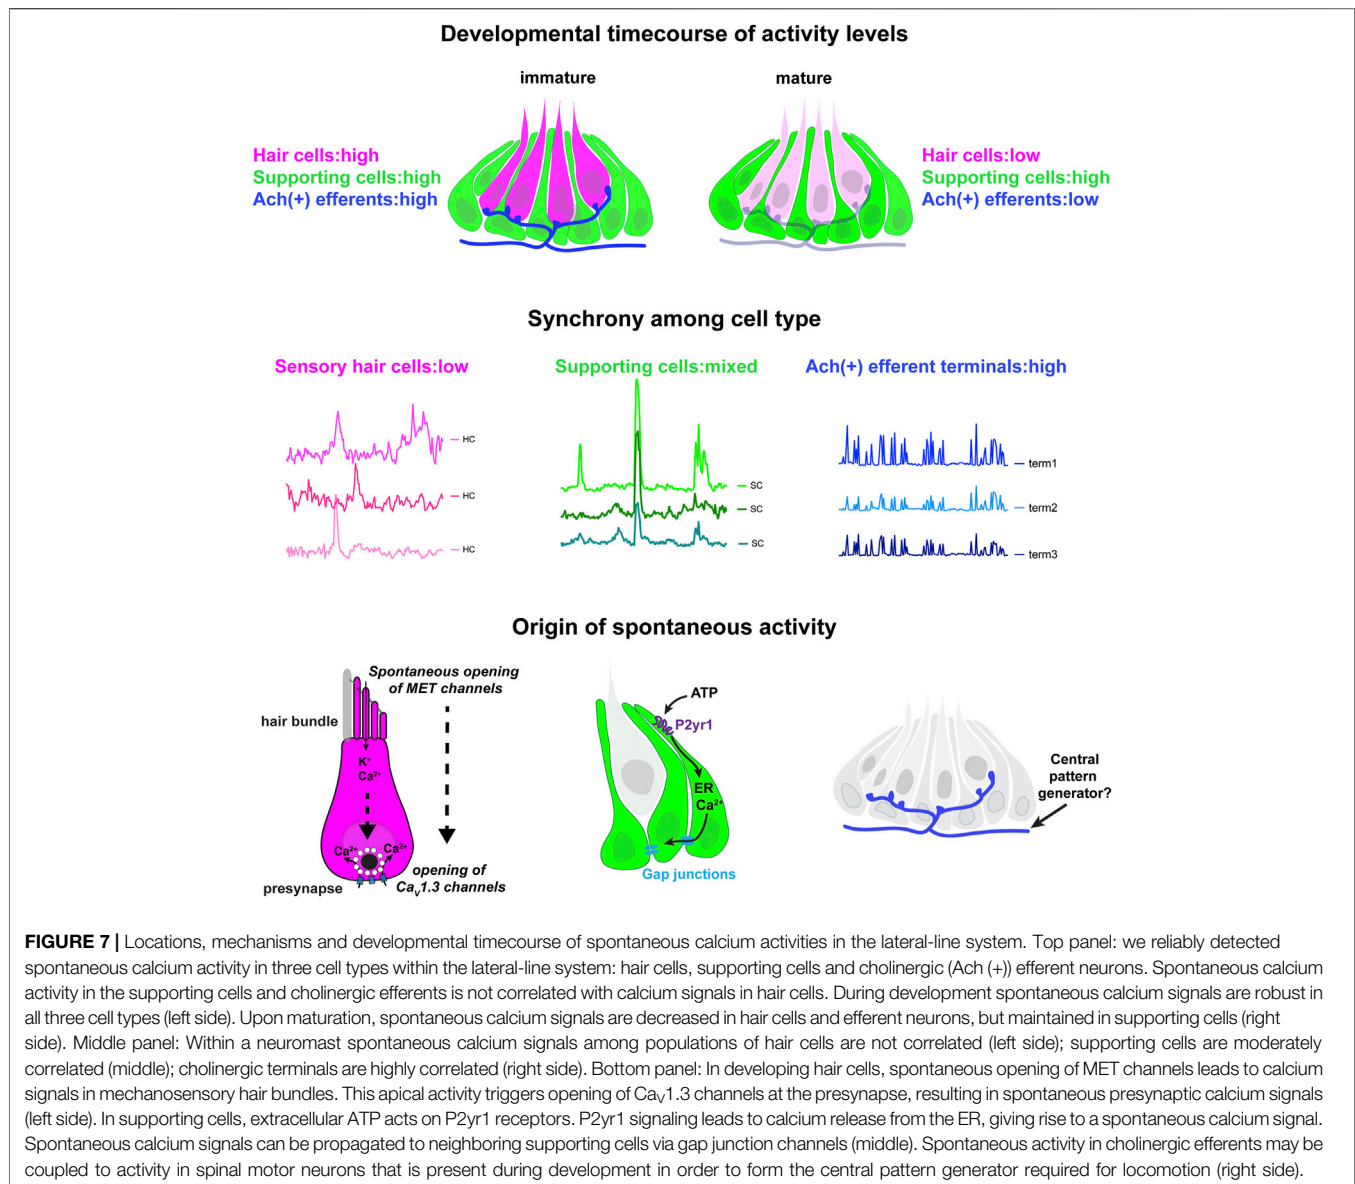 Developmental timecourse of activity levels
immature
mature
Hair cells:high
Supporting cells:high
Ach(+) efferents:high
Hair cells:low
Supporting cells:high
Ach(+) efferents:low
Synchrony among cell type
Sensory hair cells:low
Supporting cells:mixed
Ach(+) efferent terminals:high
HC
HC
HC
SC
SC
SC
term1
term2
term3
Origin of spontaneous activity
Spontaneous opening
of MET channels
hair bundle
K⁺
Ca²⁺
Ca²⁺
Ca²⁺
presynapse
opening of
Caᵥ1.3 channels
ATP
P2yr1
ER
Ca²⁺
Gap junctions
Central
pattern
generator?
FIGURE 7 | Locations, mechanisms and developmental timecourse of spontaneous calcium activities in the lateral-line system. Top panel: we reliably detected
spontaneous calcium activity in three cell types within the lateral-line system: hair cells, supporting cells and cholinergic (Ach (+)) efferent neurons. Spontaneous calcium
activity in the supporting cells and cholinergic efferents is not correlated with calcium signals in hair cells. During development spontaneous calcium signals are robust in
all three cell types (left side). Upon maturation, spontaneous calcium signals are decreased in hair cells and efferent neurons, but maintained in supporting cells (right
side). Middle panel: Within a neuromast spontaneous calcium signals among populations of hair cells are not correlated (left side); supporting cells are moderately
correlated (middle); cholinergic terminals are highly correlated (right side). Bottom panel: In developing hair cells, spontaneous opening of MET channels leads to calcium
signals in mechanosensory hair bundles. This apical activity triggers opening of Caᵥ1.3 channels at the presynapse, resulting in spontaneous presynaptic calcium signals
(left side). In supporting cells, extracellular ATP acts on P2yr1 receptors. P2yr1 signaling leads to calcium release from the ER, giving rise to a spontaneous calcium signal.
Spontaneous calcium signals can be propagated to neighboring supporting cells via gap junction channels (middle). Spontaneous activity in cholinergic efferents may be
coupled to activity in spinal motor neurons that is present during development in order to form the central pattern generator required for locomotion (right side).